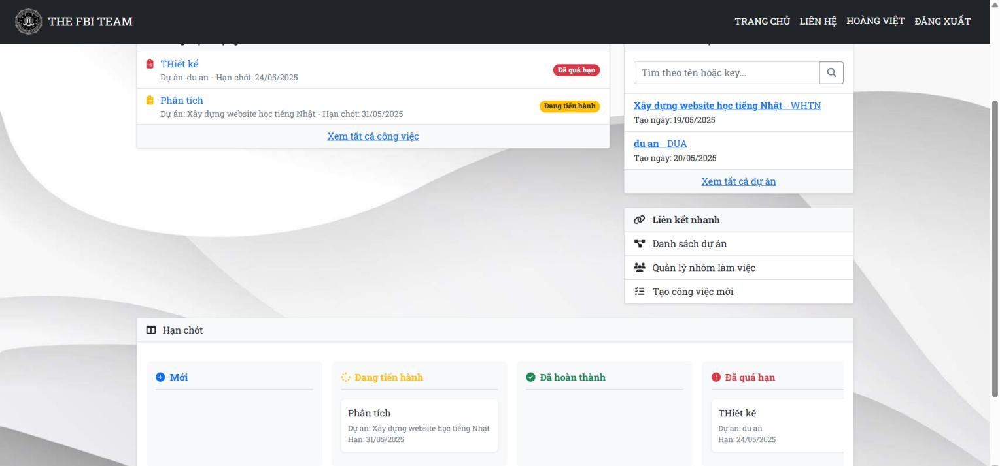 THE FBI TEAM
TRANG CHỦ LIÊN HỆ HOÀNG VIỆT ĐĂNG XUẤT
THiết kế
Dự án: du an - Hạn chót: 24/05/2025
Đã quá hạn
Phân tích
Dự án: Xây dựng website học tiếng Nhật - Hạn chót: 31/05/2025
Đang tiến hành
Xem tất cả công việc
Tìm theo tên hoặc key...
Xây dựng website học tiếng Nhật - WHTN
Tạo ngày: 19/05/2025
du an - DUA
Tạo ngày: 20/05/2025
Xem tất cả dự án
Liên kết nhanh
Danh sách dự án
Quản lý nhóm làm việc
Tạo công việc mới
Hạn chót
Mới
Đang tiến hành
Phân tích
Dự án: Xây dựng website học tiếng Nhật
Hạn: 31/05/2025
Đã hoàn thành
Đã quá hạn
THiết kế
Dự án: du an
Hạn: 24/05/2025